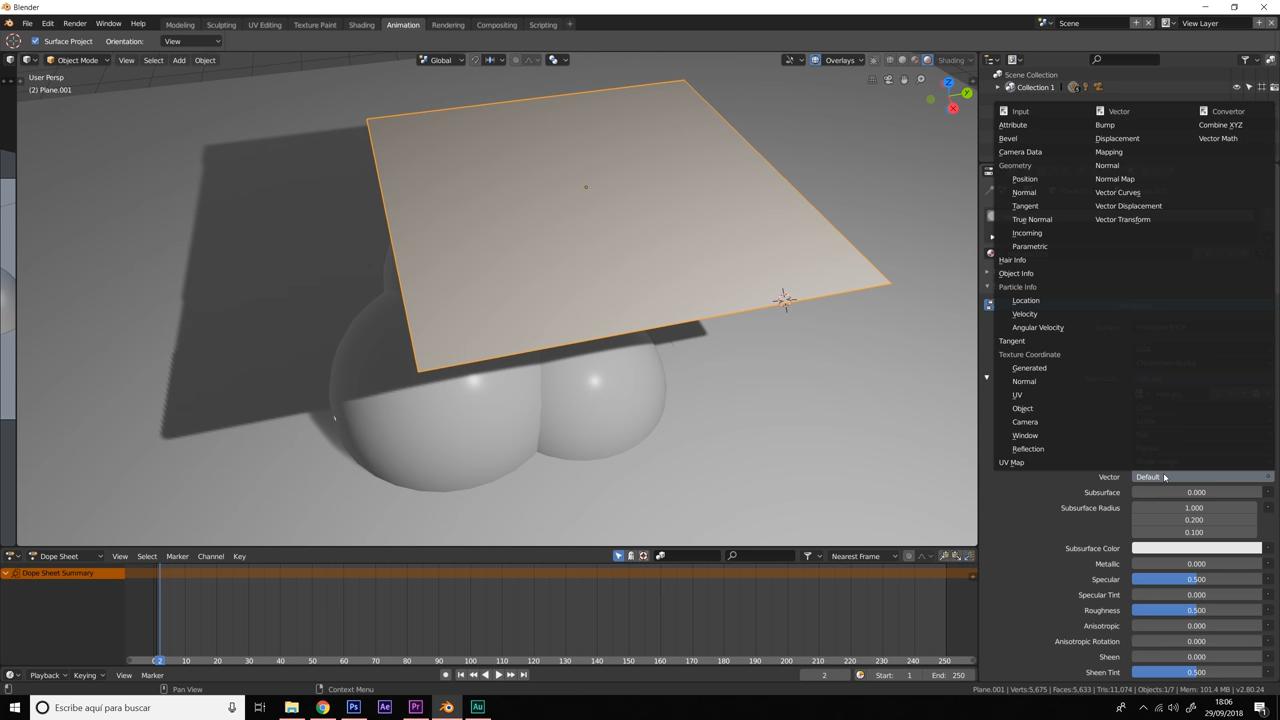 Blender
File Edit Render Window Help
Modeling Sculpting UV Editing Texture Paint Shading Animation Rendering Compositing Scripting +
Scene View Layer
Surface Project Orientation: View
Object Mode View Select Add Object Global Overlays Shading
User Persp
(2) Plane.001
Z
Y
X
Scene Collection
Collection 1
Input Vector Convertor
Attribute Bump Combine XYZ
Bevel Displacement Vector Math
Camera Data Mapping
Geometry Normal
Position Normal Map
Normal Vector Curves
Tangent Vector Displacement
True Normal Vector Transform
Incoming
Parametric
Hair Info
Object Info
Particle Info
Location
Velocity
Angular Velocity
Tangent
Texture Coordinate
Generated
Normal
UV
Object
Camera
Window
Reflection
UV Map
Vector Default
Subsurface 0.000
Subsurface Radius 1.000
0.200
0.100
Subsurface Color
Metallic 0.000
Specular 0.500
Specular Tint 0.000
Roughness 0.500
Anisotropic 0.000
Anisotropic Rotation 0.000
Sheen 0.000
Sheen Tint 0.500
Dope Sheet View Select Marker Channel Key Nearest Frame
Dope Sheet Summary
2 10 20 30 40 50 60 70 80 90 100 110 120 130 140 150 160 170 180 190 200 210 220 230 240 250
Playback Keying View Marker 2 Start: 1 End: 250
Pan View Context Menu
Plane.001 | Verts:5,675 | Faces:5,633 | Tris:11,074 | Objects:1/7 | Mem: 101.4 MB | v2.80.24
Escribe aquí para buscar
Ps Ae Pr Au
18:06
29/09/2018